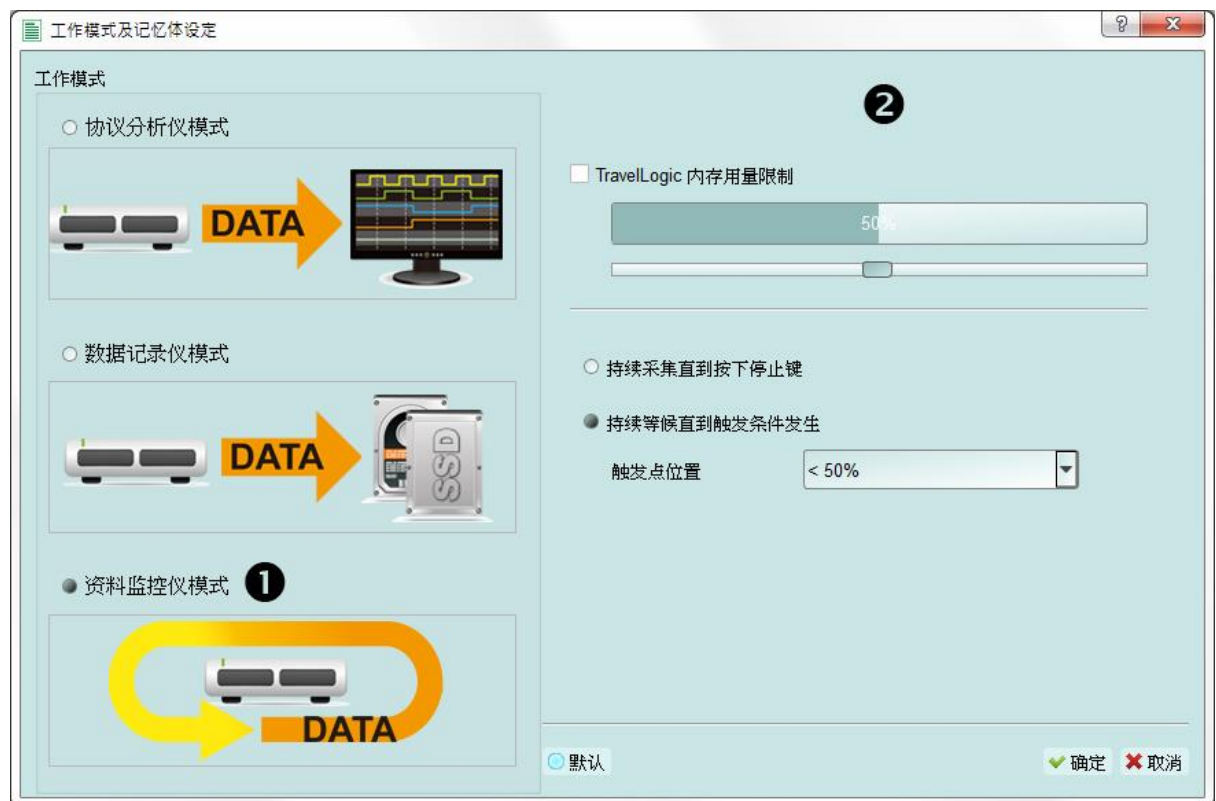 工作模式及记忆体设定
工作模式
协议分析仪模式
DATA
数据记录仪模式
DATA
SSD
资料监控仪模式 ❶
DATA
❷
TravelLogic 内存用量限制
50%
持续采集直到按下停止键
持续等候直到触发条件发生
触发点位置 < 50%
默认 确定 取消